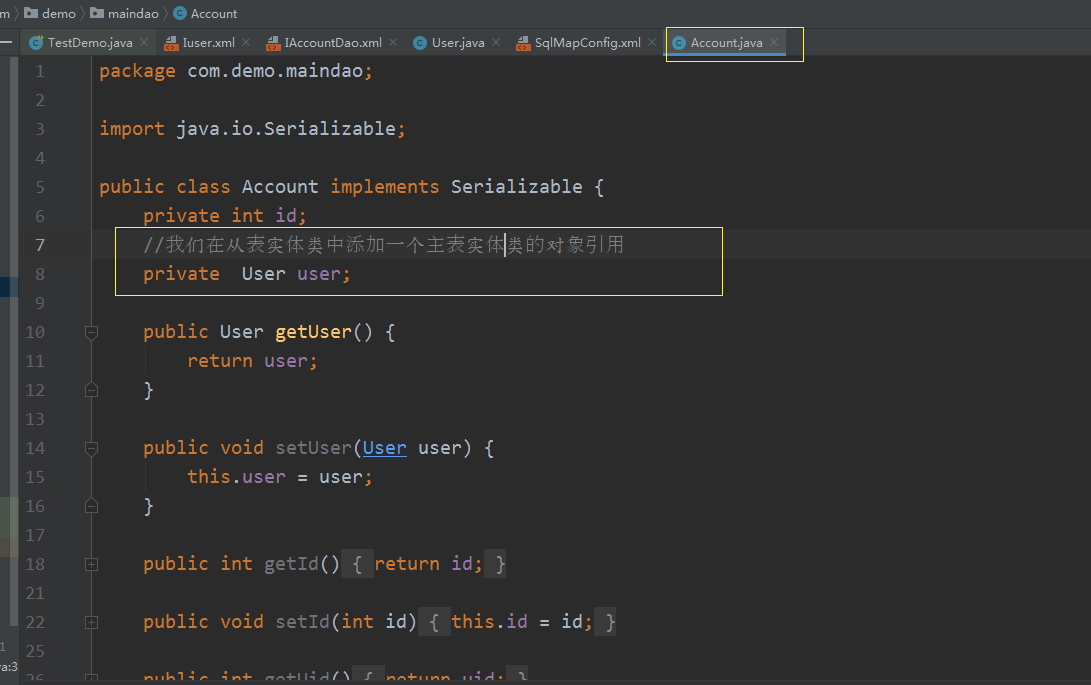 m demo maindao Account
TestDemo.java Iuser.xml IAccountDao.xml User.java SqlMapConfig.xml Account.java
1 package com.demo.maindao;
2
3 import java.io.Serializable;
4
5 public class Account implements Serializable {
6 private int id;
7 //我们在从表实体类中添加一个主表实体类的对象引用
8 private  User user;
9
10 public User getUser() {
11 return user;
12 }
13
14 public void setUser(User user) {
15 this.user = user;
16 }
17
18 public int getId() { return id; }
21
22 public void setId(int id) { this.id = id; }
25
26 public int getUid() { return uid; }
1
va:3